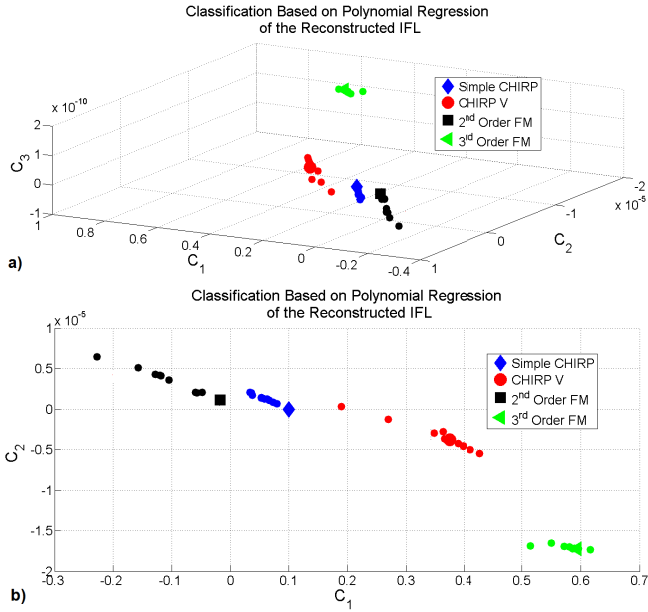 Classification Based on Polynomial Regression
of the Reconstructed IFL
x 10⁻¹⁰
2
1
0
-1
C₃
1
0.8
0.6
0.4
0.2
0
-0.2
-0.4
C₁
1
0
-1
-2
x 10⁻⁵
C₂
Smple CHIRP
CHIRP V
2ⁿᵈ Order FM
3ʳᵈ Order FM
a)
Classification Based on Polynomial Regression
of the Reconstructed IFL
x 10⁻⁵
1
0.5
0
-0.5
-1
-1.5
-2
C₂
Simple CHIRP
CHIRP V
2ⁿᵈ Order FM
3ʳᵈ Order FM
-0.3
-0.2
-0.1
0
0.1
0.2
0.3
0.4
0.5
0.6
0.7
C₁
b)